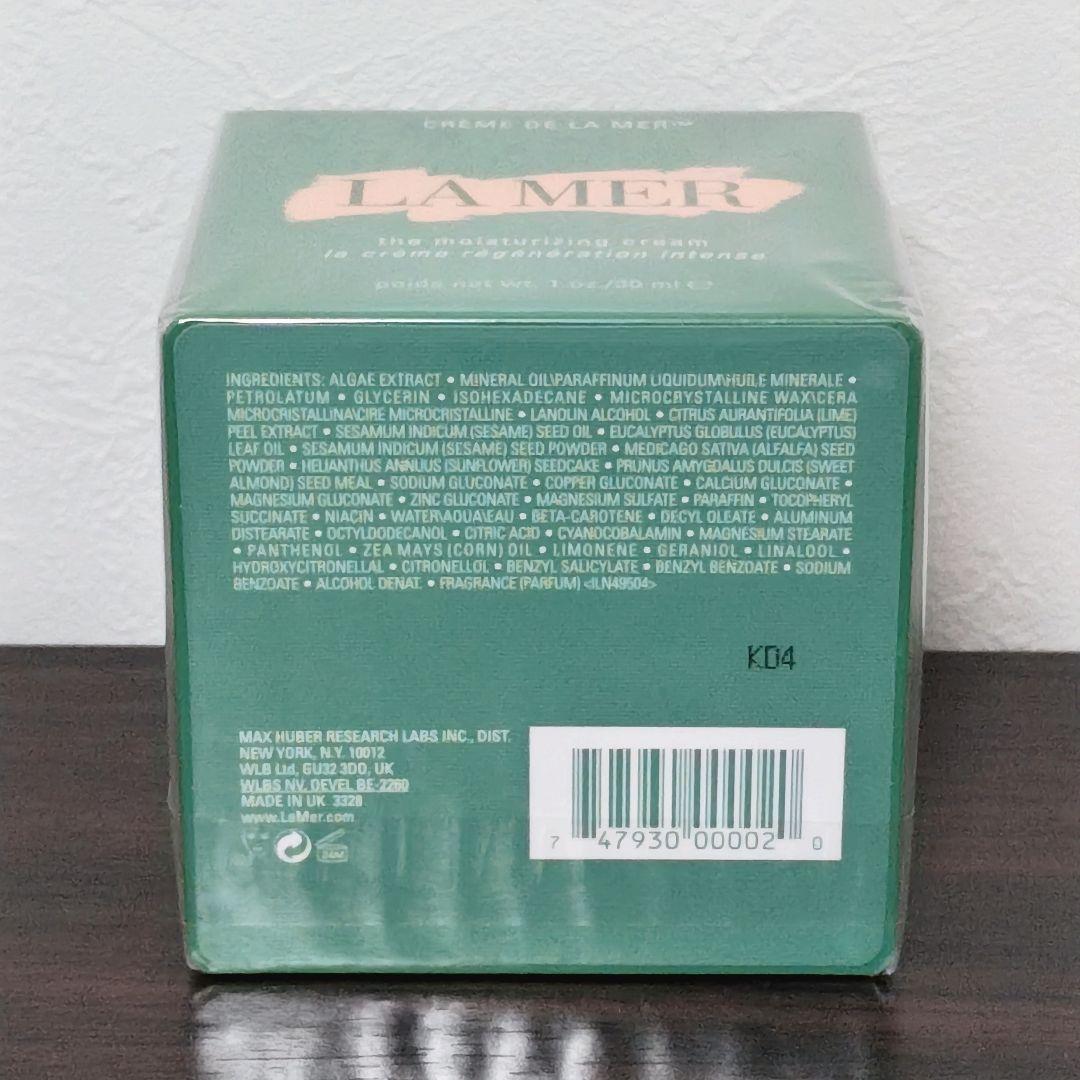 CRÈME DE LA MER™
LA MER
the moisturizing cream
la crème régénération intense
poids net wt. 1 oz./30 ml ℮
INGREDIENTS: ALGAE EXTRACT • MINERAL OIL\PARAFFINUM LIQUIDUM\HUILE MINERALE •
PETROLATUM • GLYCERIN • ISOHEXADECANE • MICROCRYSTALLINE WAX\CERA
MICROCRISTALLINA\CIRE MICROCRISTALLINE • LANOLIN ALCOHOL • CITRUS AURANTIFOLIA (LIME)
PEEL EXTRACT • SESAMUM INDICUM (SESAME) SEED OIL • EUCALYPTUS GLOBULUS (EUCALYPTUS)
LEAF OIL • SESAMUM INDICUM (SESAME) SEED POWDER • MEDICAGO SATIVA (ALFALFA) SEED
POWDER • HELIANTHUS ANNUUS (SUNFLOWER) SEEDCAKE • PRUNUS AMYGDALUS DULCIS (SWEET
ALMOND) SEED MEAL • SODIUM GLUCONATE • COPPER GLUCONATE • CALCIUM GLUCONATE •
MAGNESIUM GLUCONATE • ZINC GLUCONATE • MAGNESIUM SULFATE • PARAFFIN • TOCOPHERYL
SUCCINATE • NIACIN • WATER\AQUA\EAU • BETA-CAROTENE • DECYL OLEATE • ALUMINUM
DISTEARATE • OCTYLDODECANOL • CITRIC ACID • CYANOCOBALAMIN • MAGNESIUM STEARATE
• PANTHENOL • ZEA MAYS (CORN) OIL • LIMONENE • GERANIOL • LINALOOL •
HYDROXYCITRONELLAL • CITRONELLOL • BENZYL SALICYLATE • BENZYL BENZOATE • SODIUM
BENZOATE • ALCOHOL DENAT. • FRAGRANCE (PARFUM) <ILN49504>
KD4
MAX HUBER RESEARCH LABS INC., DIST.
NEW YORK, N.Y. 10012
WLB Ltd, GU32 3DD, UK
WLBS NV. OEVEL BE-2260
MADE IN UK 3328
www.LaMer.com
24M
7 47930 00002 0